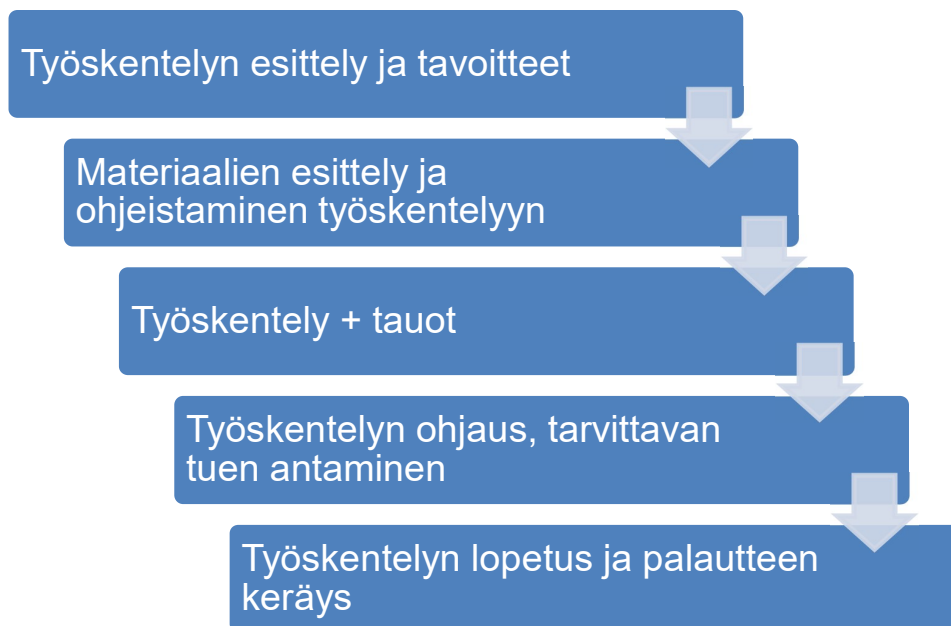 Työskentelyn esittely ja tavoitteet
Materiaalien esittely ja
ohjeistaminen työskentelyyn
Työskentely + tauot
Työskentelyn ohjaus, tarvittavan
tuen antaminen
Työskentelyn lopetus ja palautteen
keräys